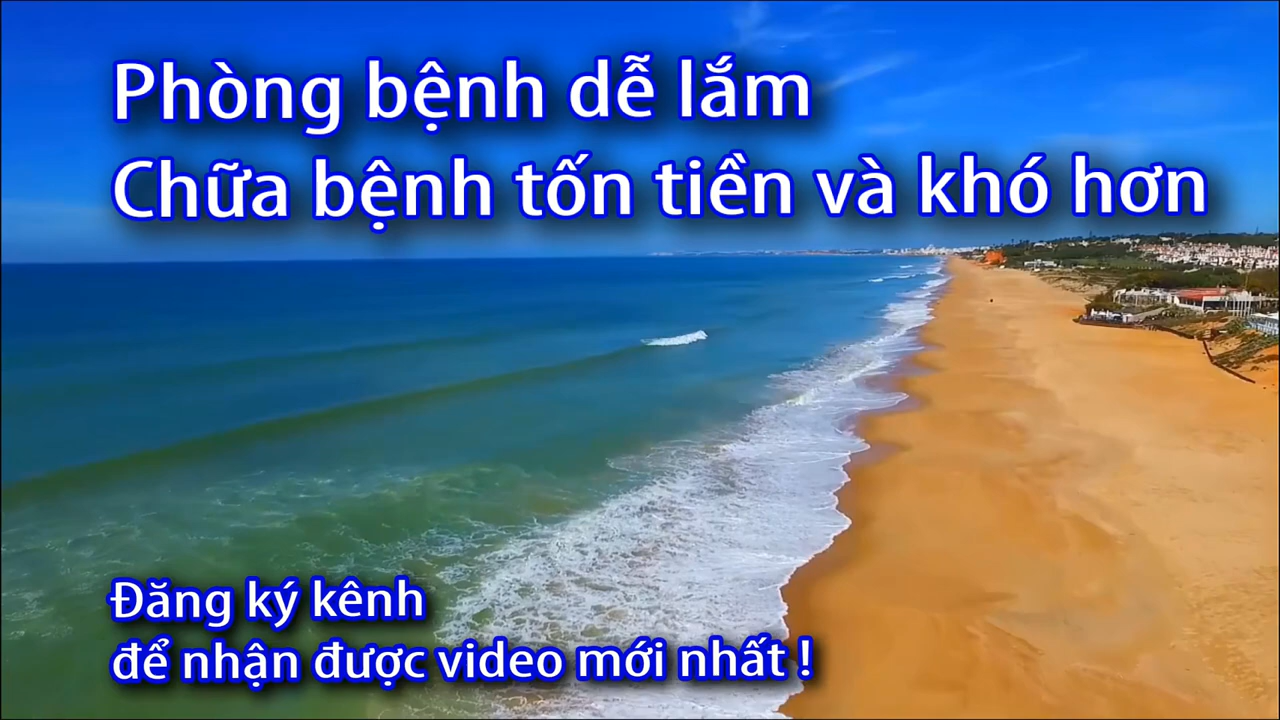 Phòng bệnh dễ lắm
Chữa bệnh tốn tiền và khó hơn
Đăng ký kênh
để nhận được video mới nhất !